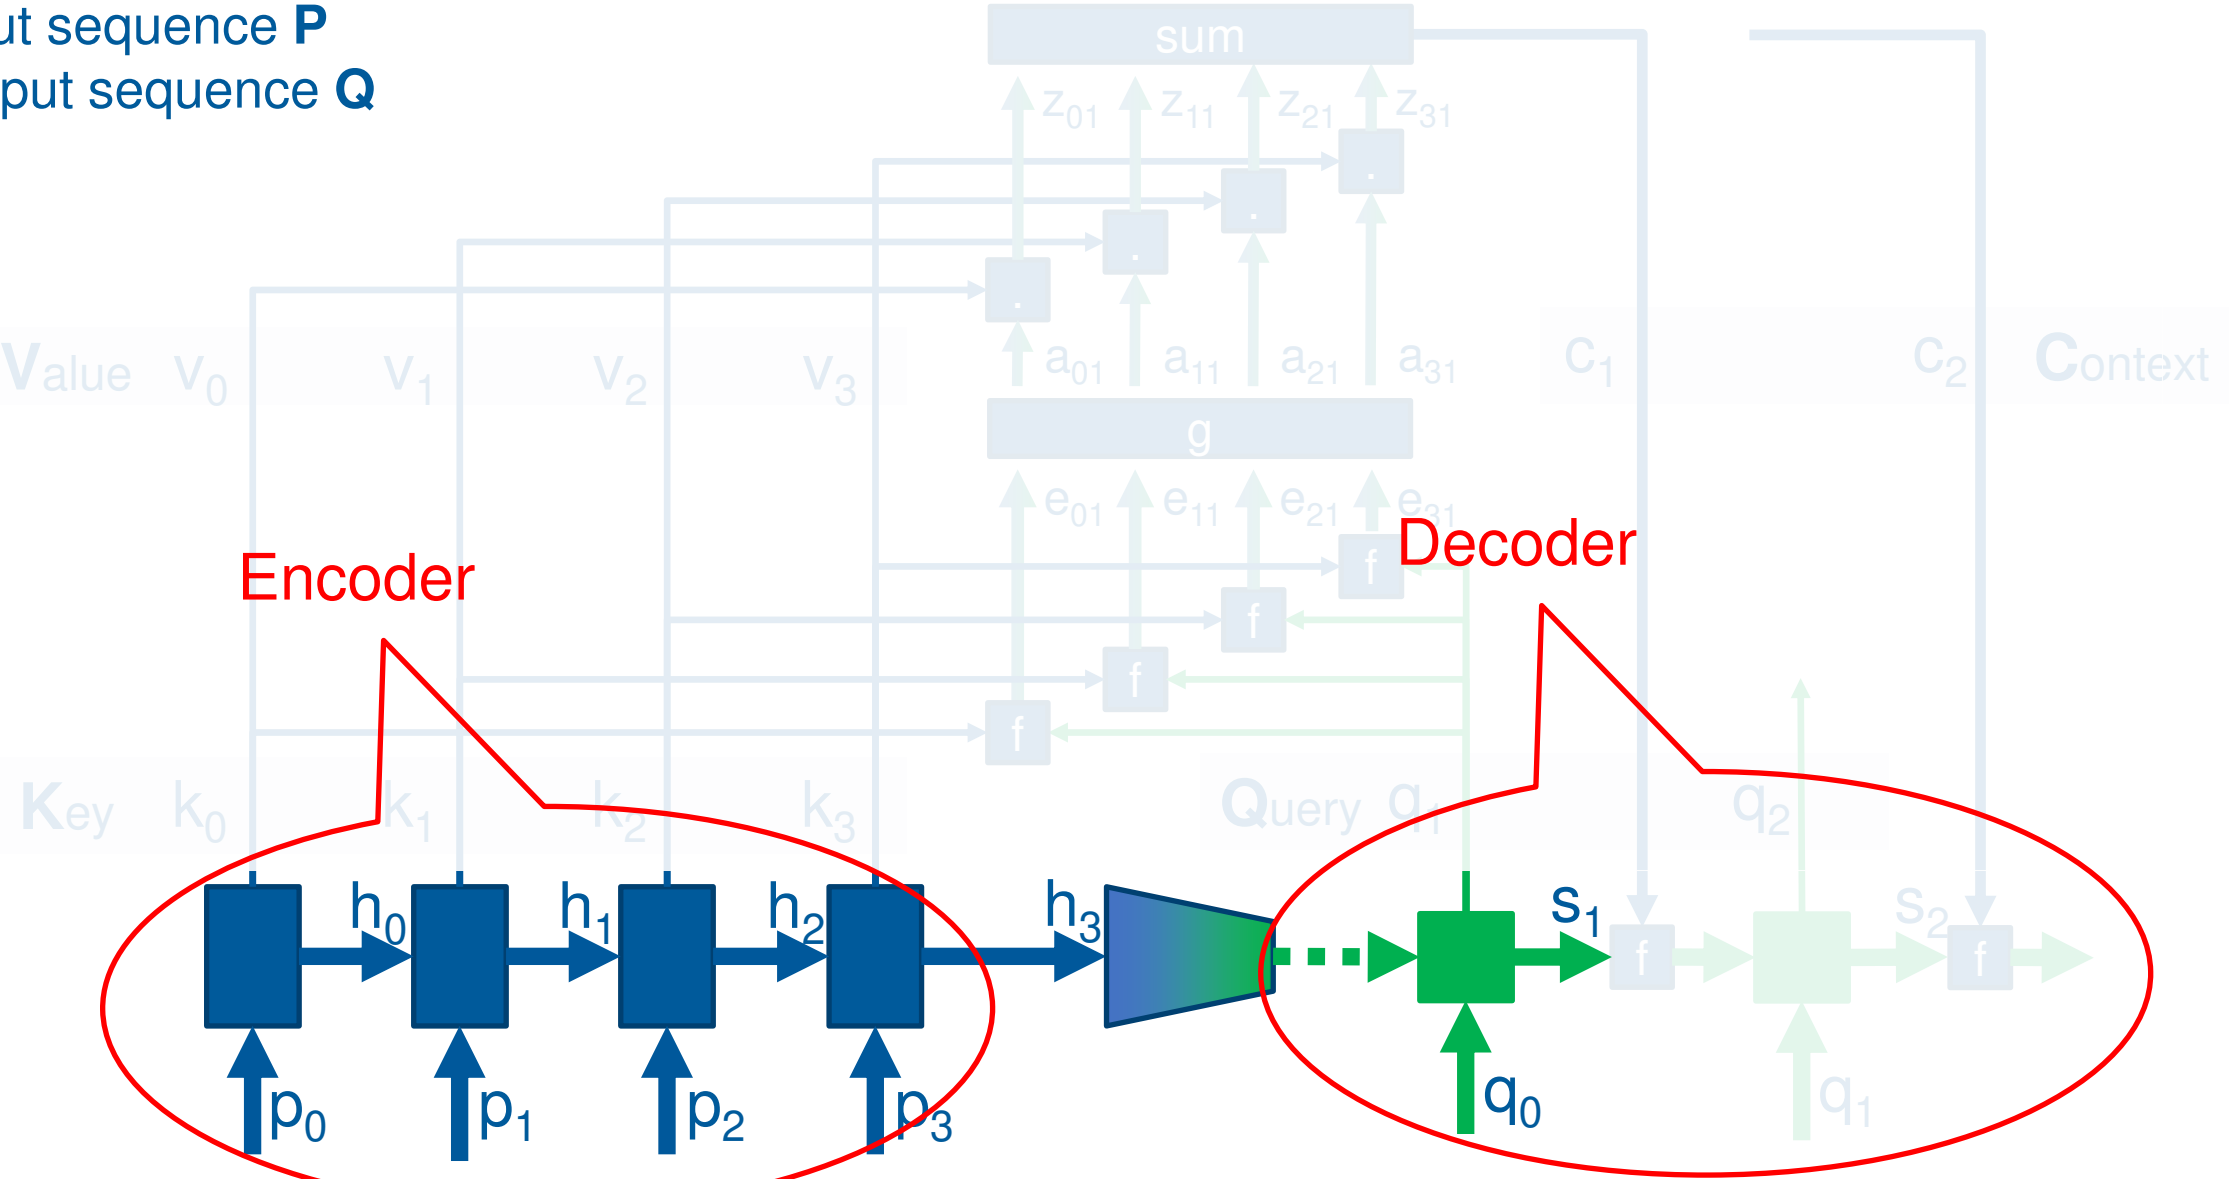 ut sequence P
put sequence Q
sum
z01 z11 z21 z31
. . . .
Value v0 v1 v2 v3
a01 a11 a21 a31
c1 c2 Context
g
e01 e11 e21 e31
Encoder
Decoder
f
f
f
f
Key k0 k1 k2 k3
Query q1 q2
h0 h1 h2 h3
s1 s2
f f
p0 p1 p2 p3
q0 q1